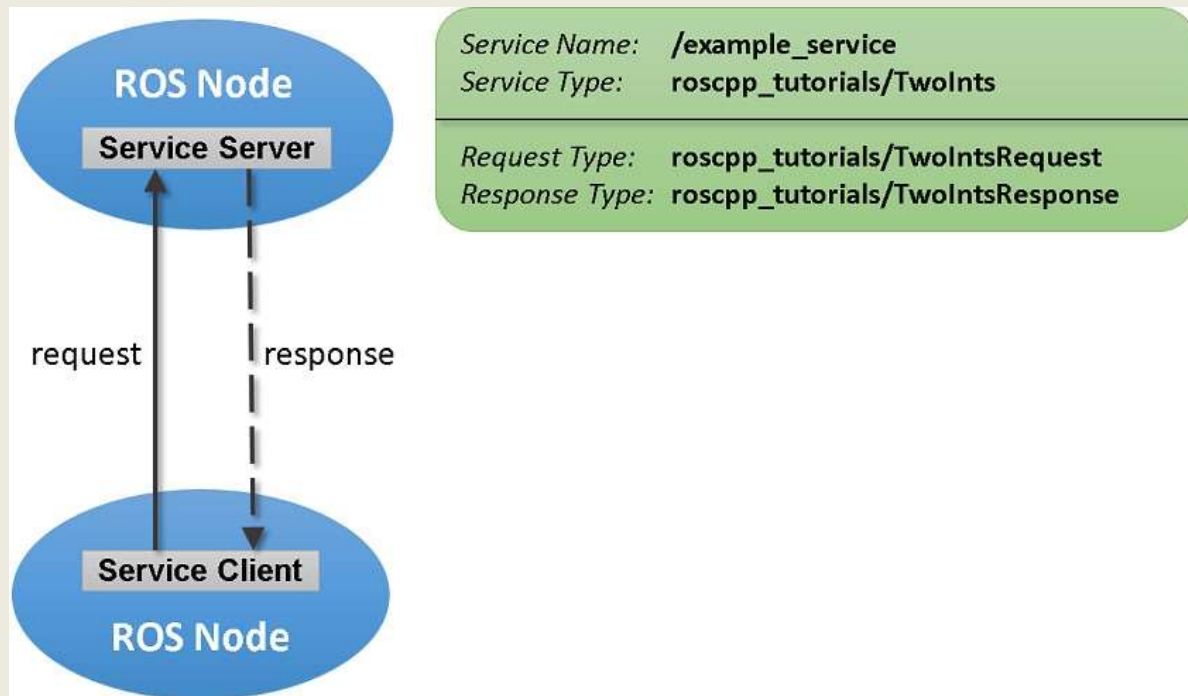 ROS Node
Service Server
request
response
Service Client
ROS Node
Service Name: /example_service
Service Type: roscpp_tutorials/TwoInts
Request Type: roscpp_tutorials/TwoIntsRequest
Response Type: roscpp_tutorials/TwoIntsResponse